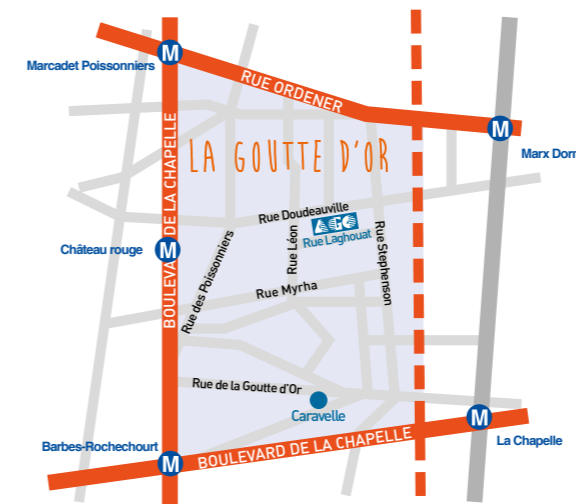 M
Marcadet Poissonniers
RUE ORDENER
M
Marx Dorm
LA GOUTTE D'OR
BOULEVARD DE LA CHAPELLE
Rue Doudeauville
AGO
Rue Laghouat
Rue Léon
Rue Stephenson
Rue des Poissonniers
Château rouge
M
Rue Myrha
Rue de la Goutte d'Or
Caravelle
M
La Chapelle
Barbes-Rochechourt
M
BOULEVARD DE LA CHAPELLE